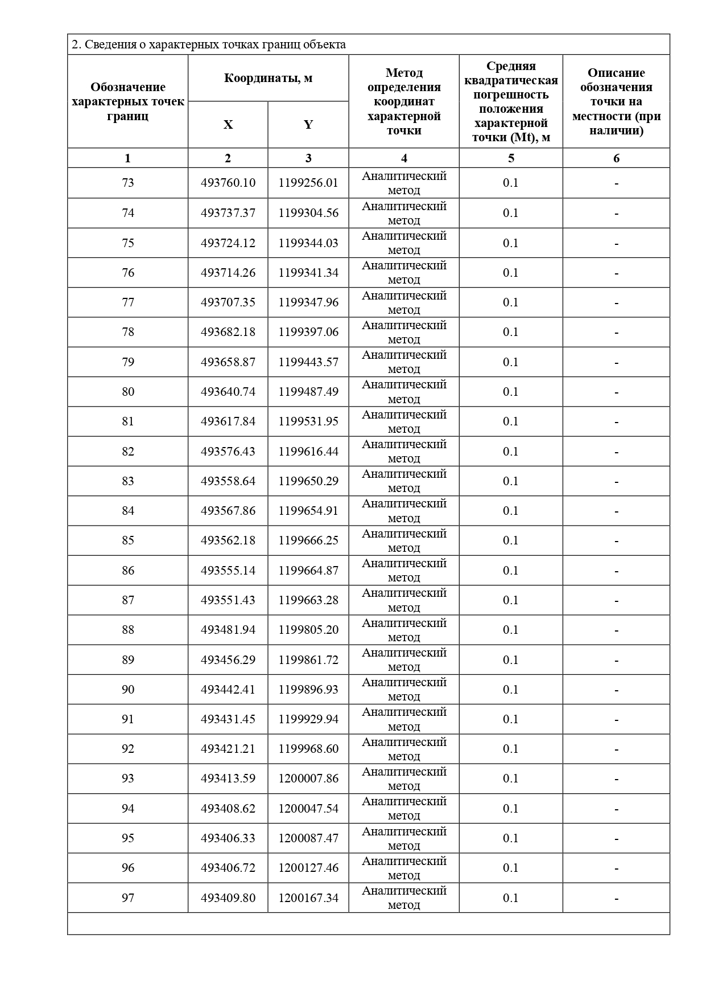 2. Сведения о характерных точках границ объекта
Обозначение
характерных точек
границ
Координаты, м
X
Y
Метод
определения
координат
характерной
точки
Средняя
квадратическая
погрешность
положения
характерной
точки (Mt), м
Описание
обозначения
точки на
местности (при
наличии)
1 2 3 4 5 6
73 493760.10 1199256.01 Аналитический
метод 0.1 -
74 493737.37 1199304.56 Аналитический
метод 0.1 -
75 493724.12 1199344.03 Аналитический
метод 0.1 -
76 493714.26 1199341.34 Аналитический
метод 0.1 -
77 493707.35 1199347.96 Аналитический
метод 0.1 -
78 493682.18 1199397.06 Аналитический
метод 0.1 -
79 493658.87 1199443.57 Аналитический
метод 0.1 -
80 493640.74 1199487.49 Аналитический
метод 0.1 -
81 493617.84 1199531.95 Аналитический
метод 0.1 -
82 493576.43 1199616.44 Аналитический
метод 0.1 -
83 493558.64 1199650.29 Аналитический
метод 0.1 -
84 493567.86 1199654.91 Аналитический
метод 0.1 -
85 493562.18 1199666.25 Аналитический
метод 0.1 -
86 493555.14 1199664.87 Аналитический
метод 0.1 -
87 493551.43 1199663.28 Аналитический
метод 0.1 -
88 493481.94 1199805.20 Аналитический
метод 0.1 -
89 493456.29 1199861.72 Аналитический
метод 0.1 -
90 493442.41 1199896.93 Аналитический
метод 0.1 -
91 493431.45 1199929.94 Аналитический
метод 0.1 -
92 493421.21 1199968.60 Аналитический
метод 0.1 -
93 493413.59 1200007.86 Аналитический
метод 0.1 -
94 493408.62 1200047.54 Аналитический
метод 0.1 -
95 493406.33 1200087.47 Аналитический
метод 0.1 -
96 493406.72 1200127.46 Аналитический
метод 0.1 -
97 493409.80 1200167.34 Аналитический
метод 0.1 -